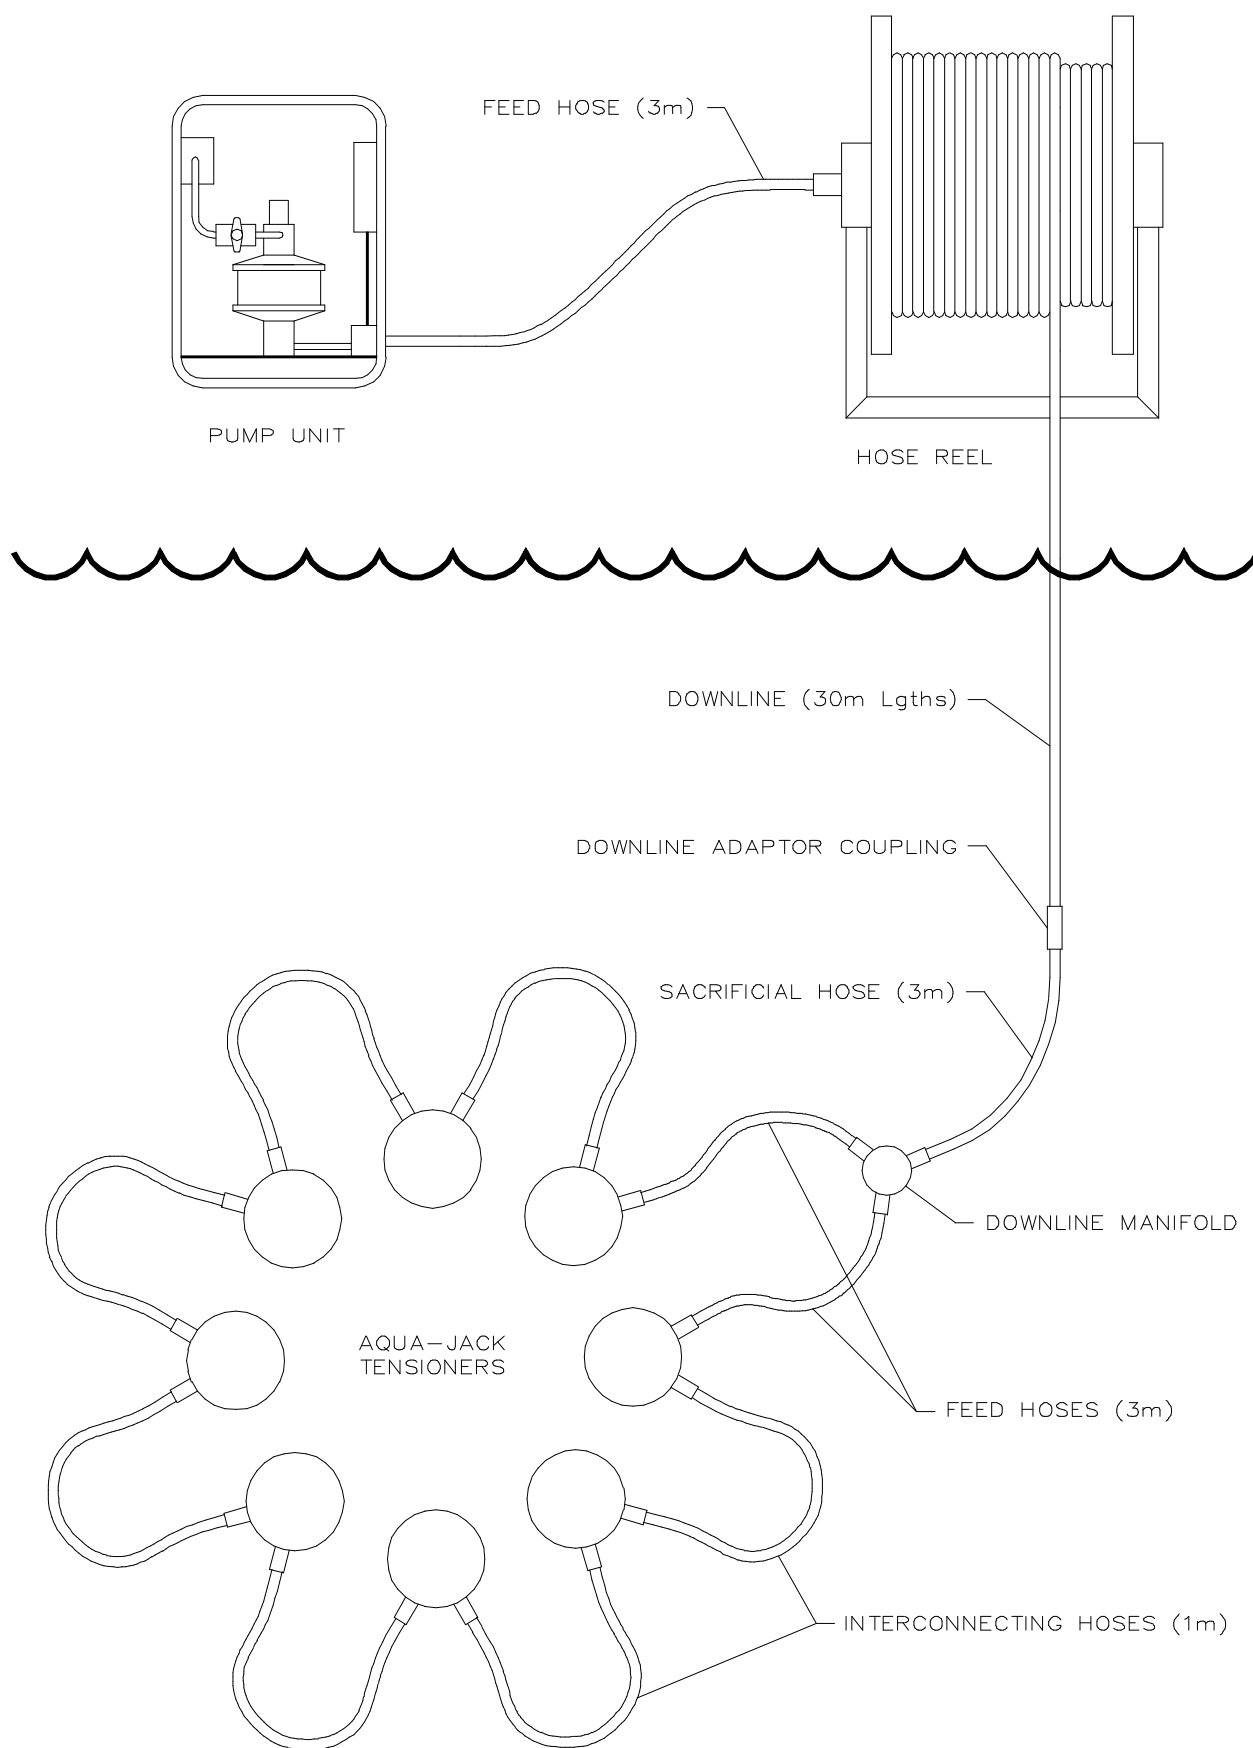 FEED HOSE (3m)
PUMP UNIT
HOSE REEL
DOWNLINE (30m Lgths)
DOWNLINE ADAPTOR COUPLING
SACRIFICIAL HOSE (3m)
DOWNLINE MANIFOLD
AQUA-JACK
TENSIONERS
FEED HOSES (3m)
INTERCONNECTING HOSES (1m)